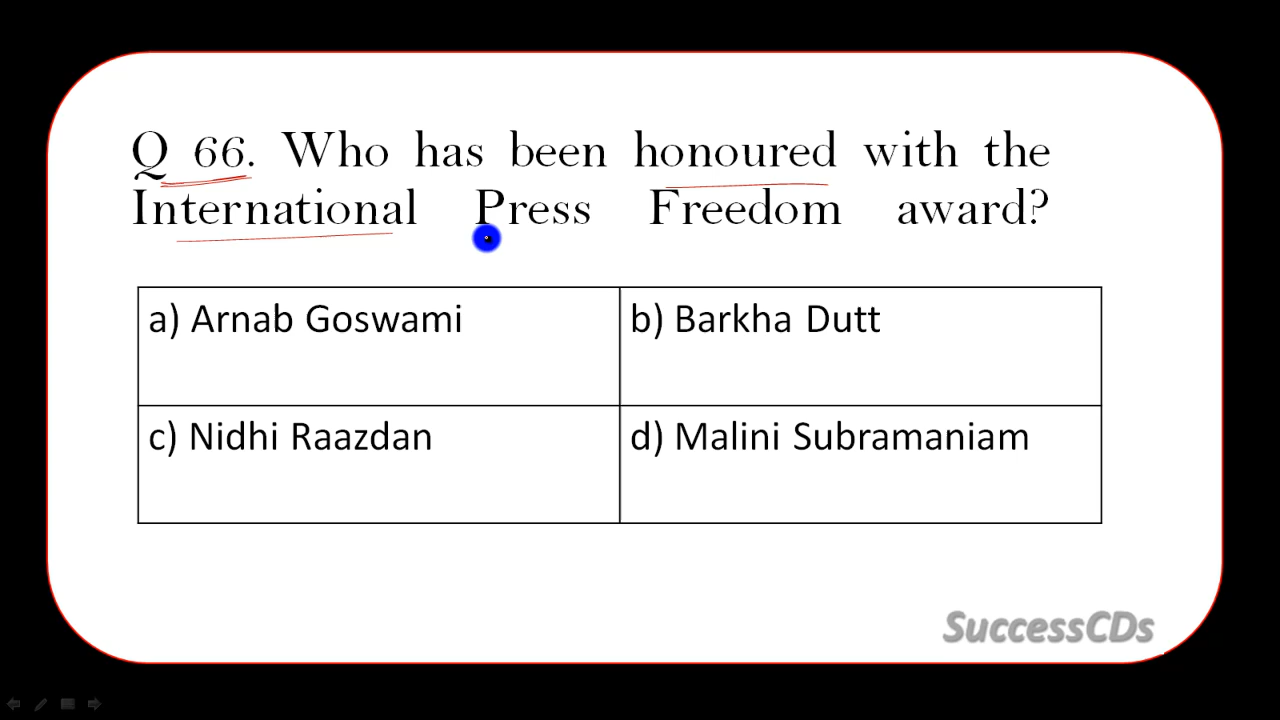 Q 66. Who has been honoured with the
International Press Freedom award?
a) Arnab Goswami
b) Barkha Dutt
c) Nidhi Raazdan
d) Malini Subramaniam
SuccessCDs